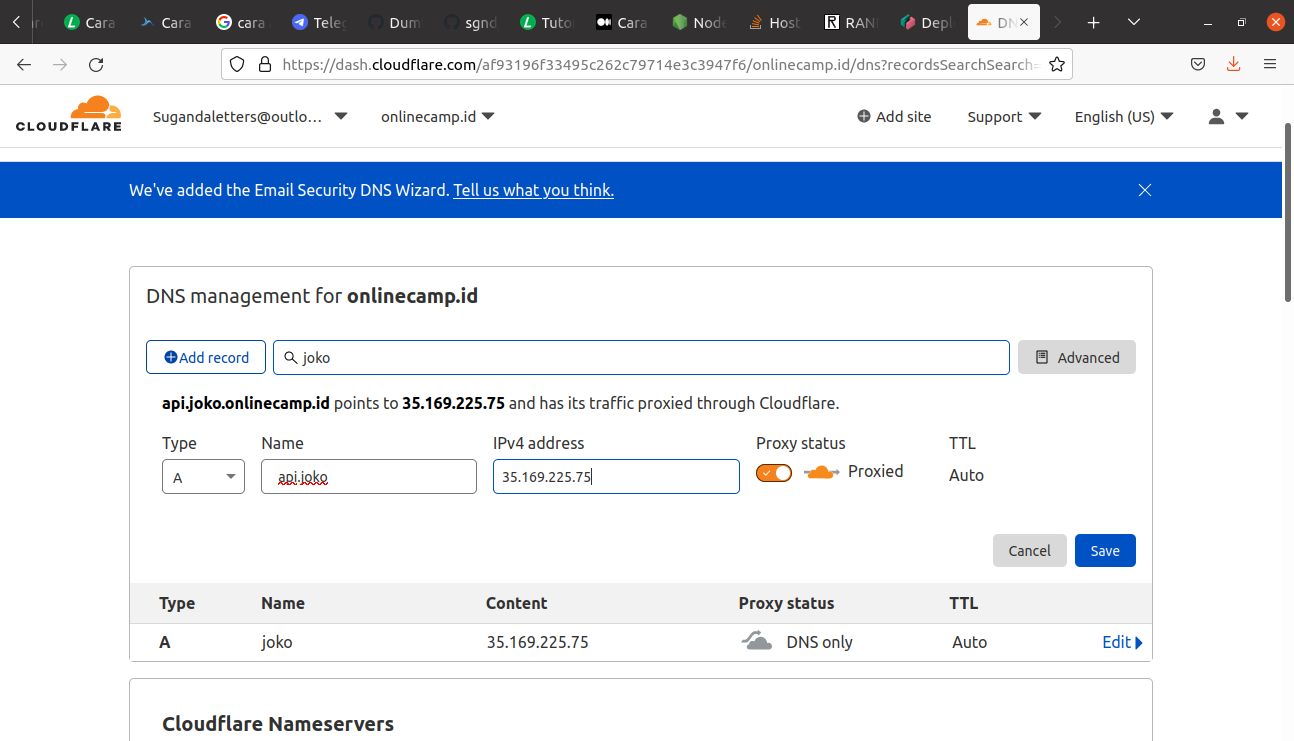 Cara Cara cara Teleg Dum sgnd Tuto Cara Node Host RAN Depl DN
https://dash.cloudflare.com/af93196f33495c262c79714e3c3947f6/onlinecamp.id/dns?recordsSearchSearch=
CLOUDFLARE Sugandaletters@outlo... onlinecamp.id Add site Support English (US)
We've added the Email Security DNS Wizard. Tell us what you think.
DNS management for onlinecamp.id
Add record joko Advanced
api.joko.onlinecamp.id points to 35.169.225.75 and has its traffic proxied through Cloudflare.
Type Name IPv4 address Proxy status TTL
A api.joko 35.169.225.75 Proxied Auto
Cancel Save
Type Name Content Proxy status TTL
A joko 35.169.225.75 DNS only Auto Edit
Cloudflare Nameservers